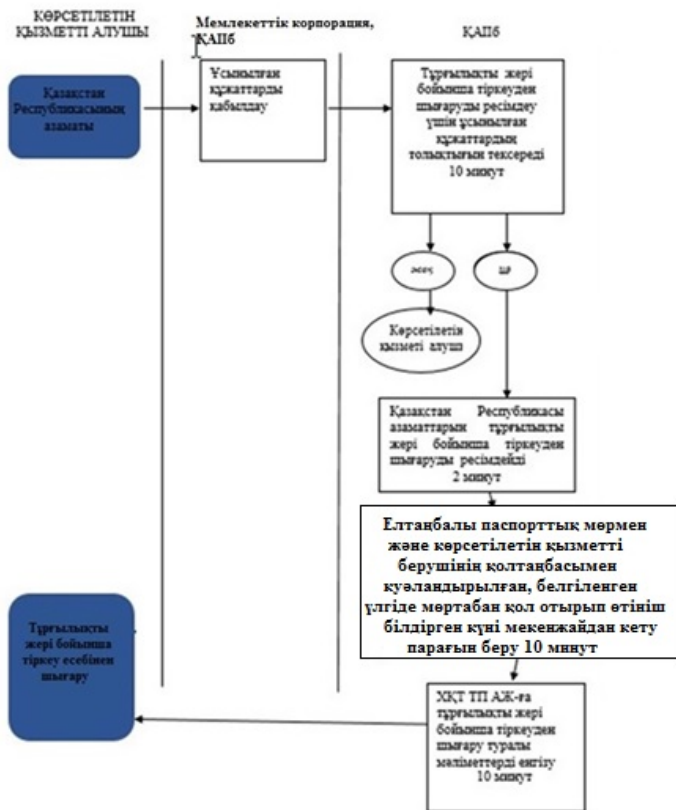 КӨРСЕТІЛЕТІН
ҚЫЗМЕТТІ АЛУШЫ
Мемлекеттік корпорация,
ҚАПб
ҚАПб
Қазақстан
Республикасының
азаматы
Ұсынылған
құжаттарды
қабылдау
Тұрғылықты жері
бойынша тіркеуден
шығаруды ресімдеу
үшін ұсынылған
құжаттардың
толықтығын тексереді
10 минут
жоқ
иә
Көрсетілетін
қызметі алушы
Қазақстан Республикасы
азаматтарын тұрғылықты
жері бойынша тіркеуден
шығаруды ресімдейді
2 минут
Елтаңбалы паспорттық мөрмен
және көрсетілетін қызметті
берушінің қолтаңбасымен
куәландырылған, белгіленген
үлгіде мөртабан қол отырып өтініш
білдірген күні мекенжайдан кету
парағын беру 10 минут
Тұрғылықты
жері бойынша
тіркеу есебінен
шығару
ХҚТ ТП АЖ-ға
тұрғылықты жері
бойынша тіркеуден
шығару туралы
мәліметтерді енгізу
10 минут